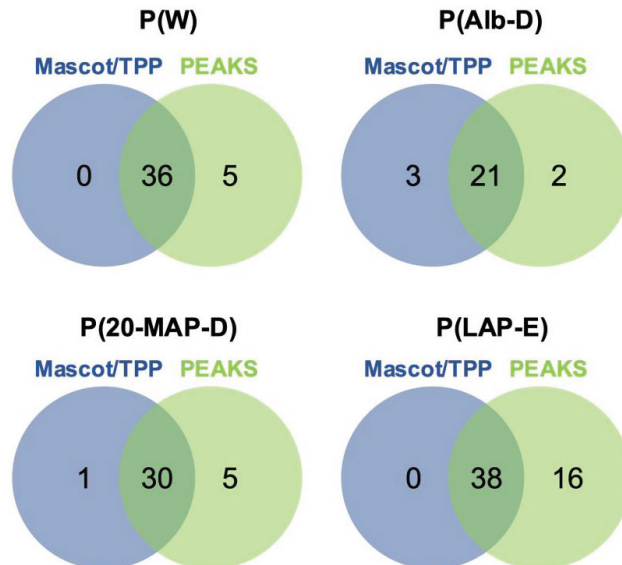 P(W)
Mascot/TPP PEAKS
0 36 5
P(Alb-D)
Mascot/TPP PEAKS
3 21 2
P(20-MAP-D)
Mascot/TPP PEAKS
1 30 5
P(LAP-E)
Mascot/TPP PEAKS
0 38 16